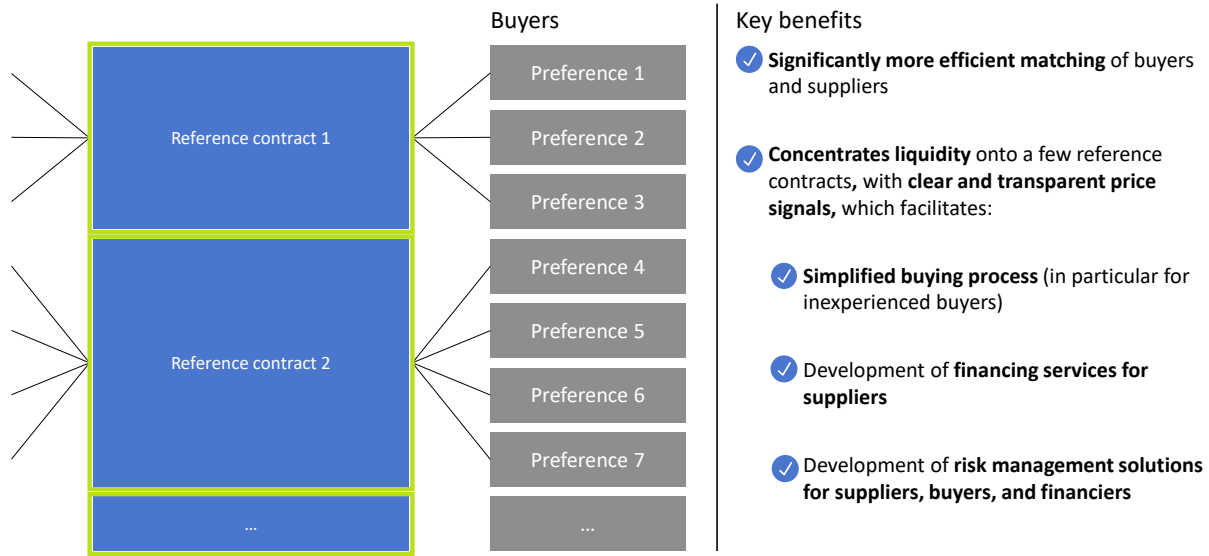 Buyers
Preference 1
Preference 2
Preference 3
Preference 4
Preference 5
Preference 6
Preference 7
...
Reference contract 1
Reference contract 2
...
Key benefits
Significantly more efficient matching of buyers
and suppliers
Concentrates liquidity onto a few reference
contracts, with clear and transparent price
signals, which facilitates:
Simplified buying process (in particular for
inexperienced buyers)
Development of financing services for
suppliers
Development of risk management solutions
for suppliers, buyers, and financiers